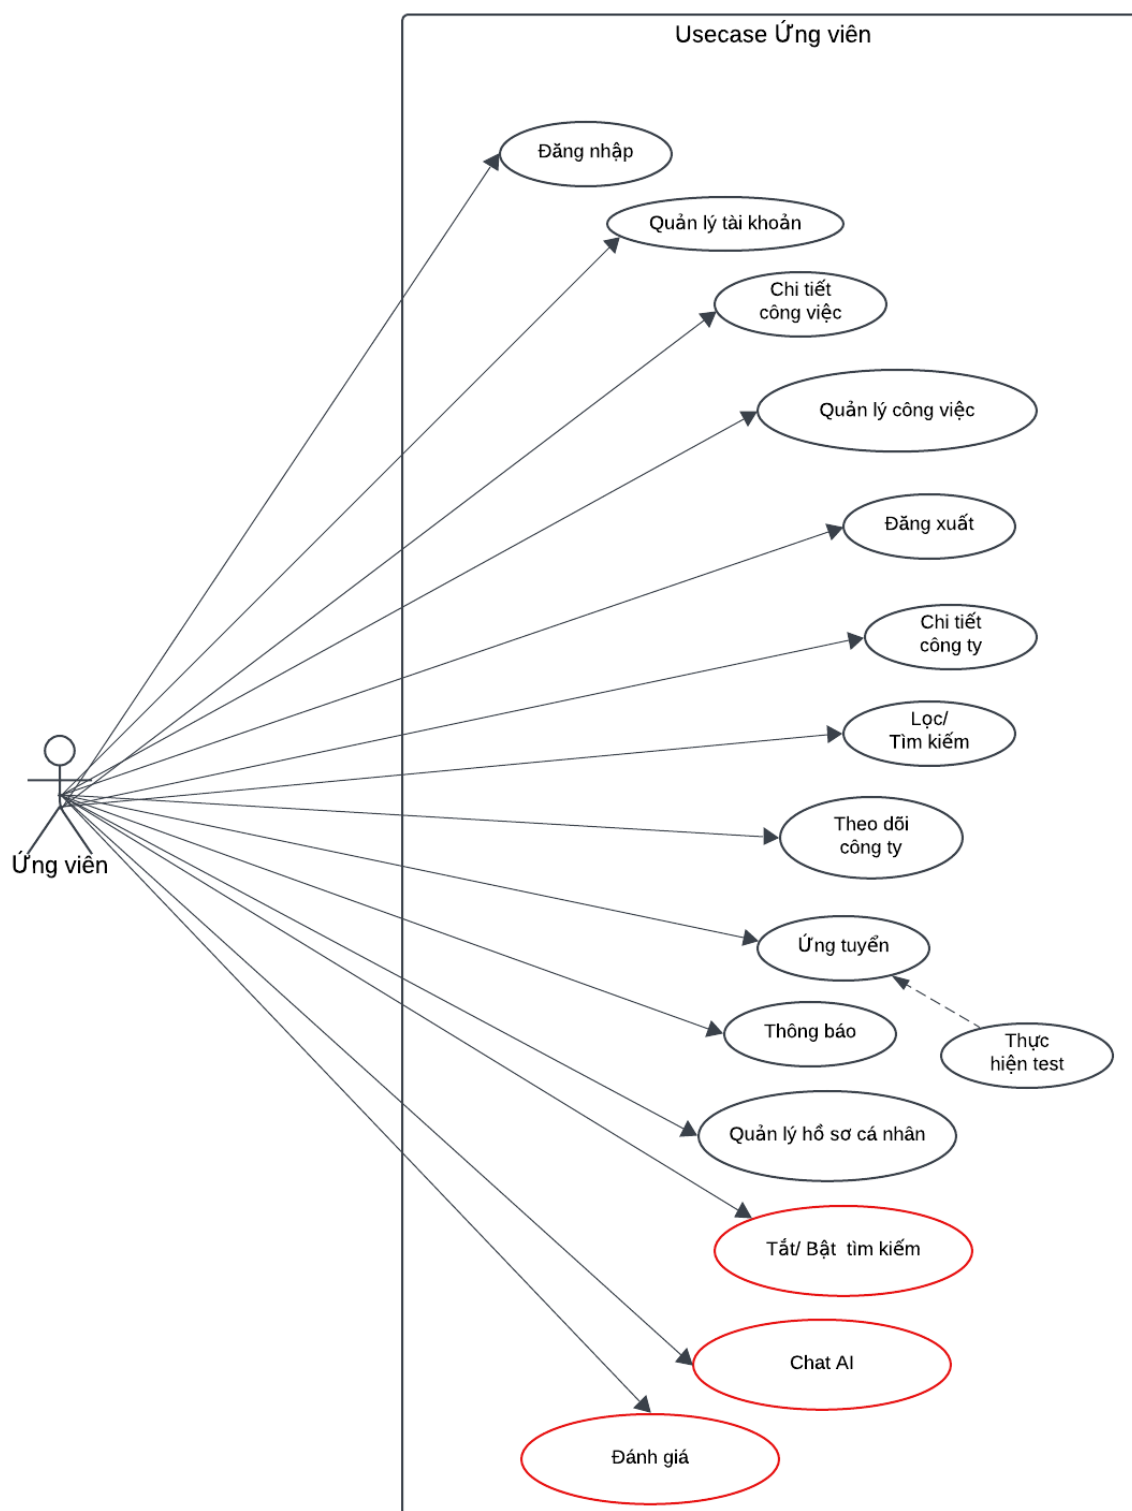 Usecase Ứng viên
Đăng nhập
Quản lý tài khoản
Chi tiết
công việc
Quản lý công việc
Đăng xuất
Chi tiết
công ty
Lọc/
Tìm kiếm
Theo dõi
công ty
Ứng viên
Ứng tuyển
Thông báo
Thực
hiện test
Quản lý hồ sơ cá nhân
Tắt/ Bật  tìm kiếm
Chat AI
Đánh giá